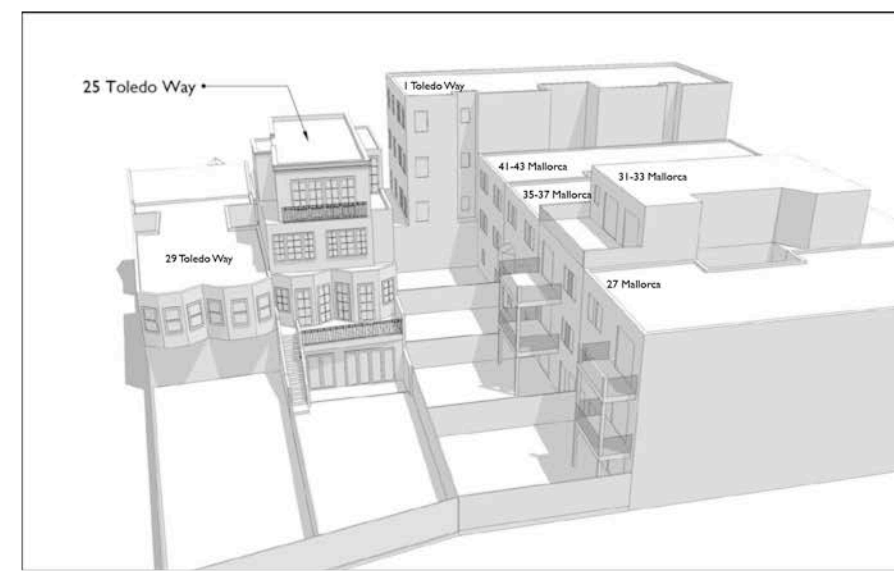 25 Toledo Way
1 Toledo Way
41-43 Mallorca
31-33 Mallorca
35-37 Mallorca
29 Toledo Way
27 Mallorca